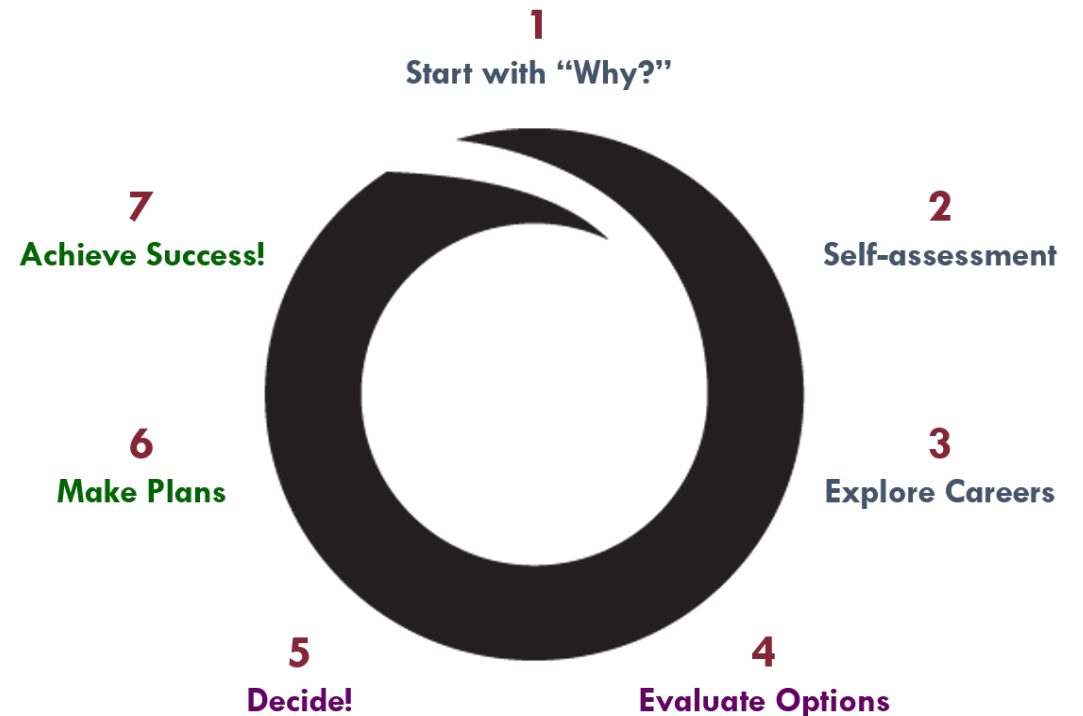 1
Start with “Why?”
2
Self-assessment
3
Explore Careers
4
Evaluate Options
5
Decide!
6
Make Plans
7
Achieve Success!